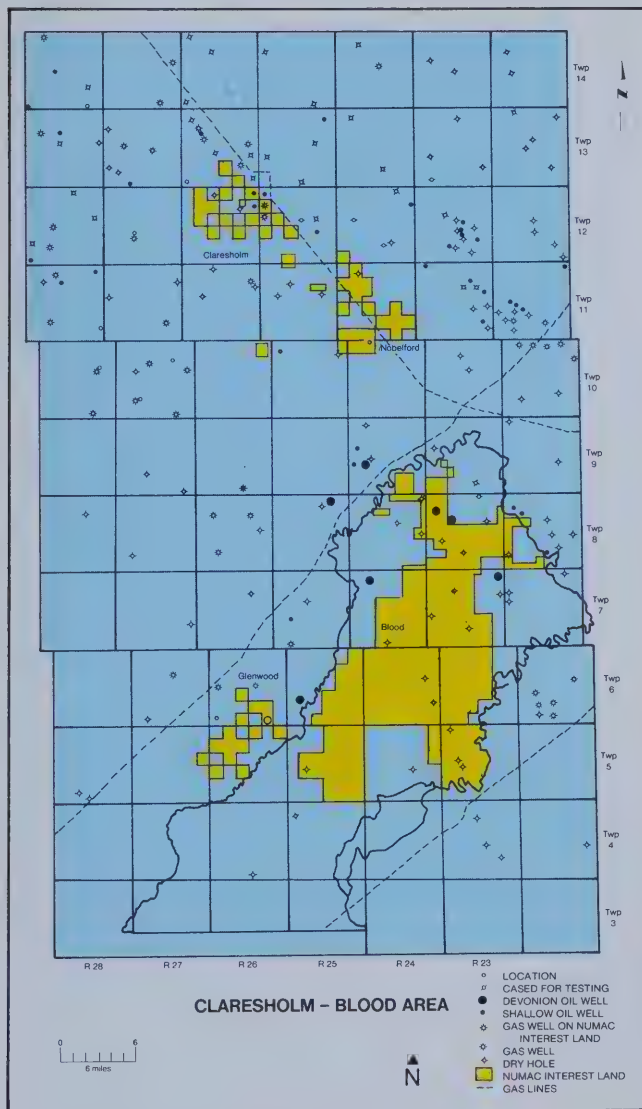 Twp
14
N
Twp
13
Twp
12
Claresholm
Twp
11
/Nobelford
Twp
10
Twp
9
Twp
8
Twp
7
Blood
Glenwood
Twp
6
Twp
5
Twp
4
Twp
3
R 28 R 27 R 26 R 25 R 24 R 23
CLARESHOLM – BLOOD AREA
LOCATION
CASED FOR TESTING
DEVONION OIL WELL
SHALLOW OIL WELL
GAS WELL ON NUMAC
INTEREST LAND
GAS WELL
DRY HOLE
NUMAC INTEREST LAND
GAS LINES
0 6
6 miles
N